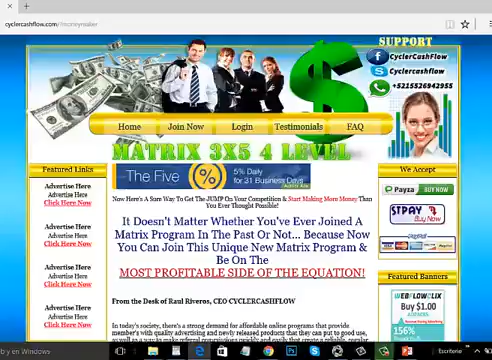 cyclercashflow.com/?moneymaker
SUPPORT
CyclerCashFlow
Cyclercashflow
+5215526942955
Home
Join Now
Login
Testimonials
FAQ
MATRIX 3X5 4 LEVEL
The Five
%
5% Daily
for 31 Business Days
Now Here's A Sure Way To Get The JUMP On Your Competition & Start Making More Money Than
You Ever Thought Possible!
It Doesn't Matter Whether You've Ever Joined A
Matrix Program In The Past Or Not... Because Now
You Can Join This Unique New Matrix Program &
Be On The
MOST PROFITABLE SIDE OF THE EQUATION!
From the Desk of Raul Riveros, CEO CYCLERCASHFLOW
In today's society, there's a strong demand for affordable online programs that provide
member's with quality advertising and newly released products that they can put to good use,
Featured Links
Advertise Here
Advertise Here
Click Here Now
Advertise Here
Advertise Here
Click Here Now
Advertise Here
Advertise Here
Click Here Now
Advertise Here
Advertise Here
Click Here Now
We Accept
Payza
BUY NOW
STPAY
Buy Now
PayPal
Featured Banners
Buy $1.00
156%
y en Windows
Escritorio